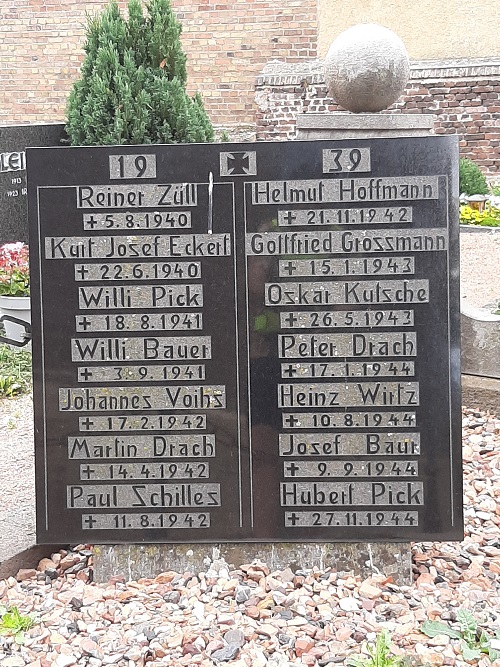 19 39
Reiner Züll
+ 5.8.1940
Kurt Josef Eckert
+ 22.6.1940
Willi Pick
+ 18.8.1941
Willi Bauer
+ 3.9.1941
Johannes Voihs
+ 17.2.1942
Martin Drach
+ 14.4.1942
Paul Schilles
+ 11.8.1942
Helmut Hoffmann
+ 21.11.1942
Gottfried Grossmann
+ 15.1.1943
Oskar Kutsche
+ 26.5.1943
Peter Drach
+ 17.1.1944
Heinz Wirtz
+ 10.8.1944
Josef Baur
+ 9.9.1944
Hubert Pick
+ 27.11.1944